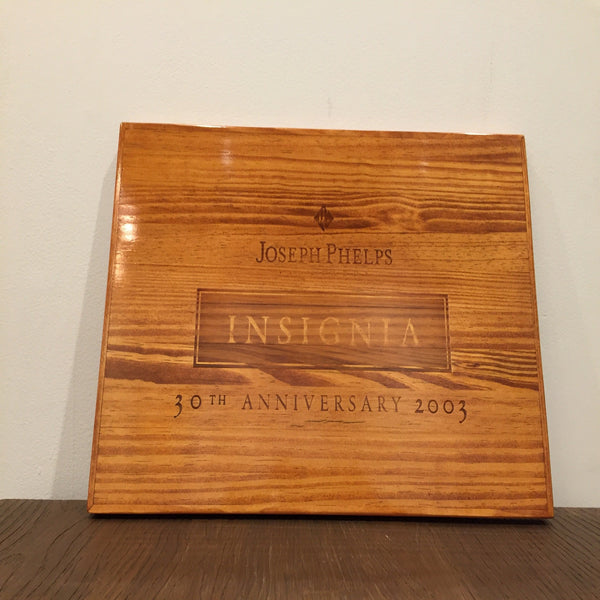 JOSEPH PHELPS
INSIGNIA
30TH ANNIVERSARY 2003